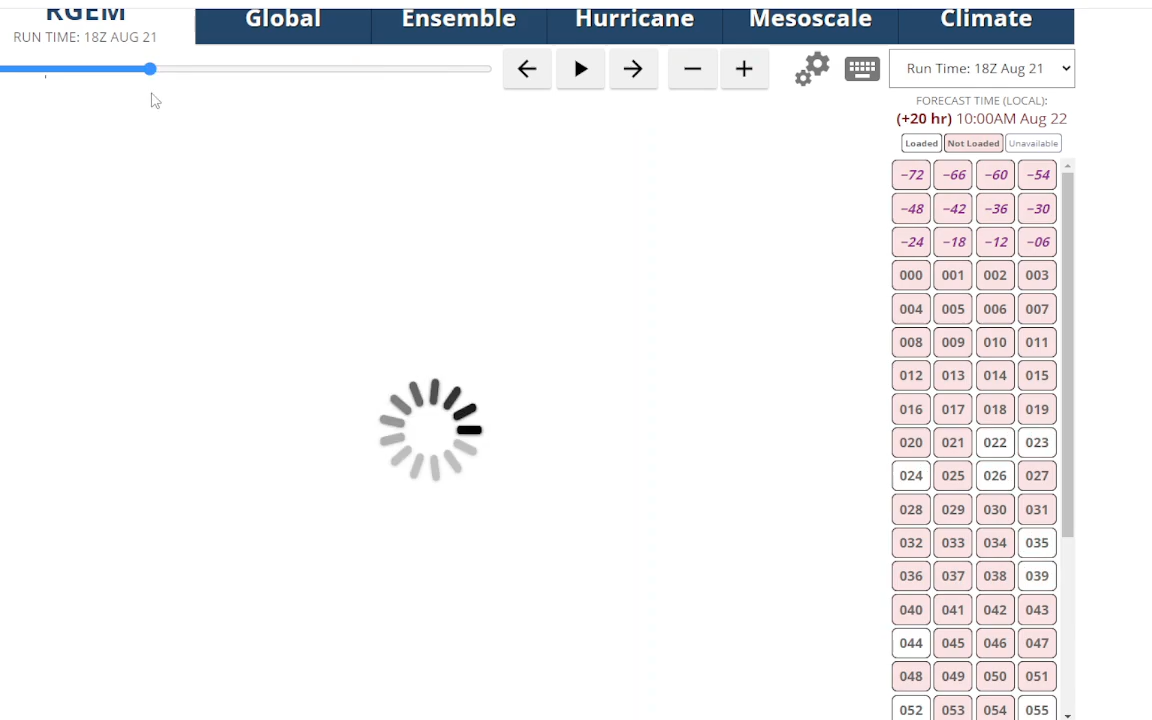 RGEM
Global Ensemble Hurricane Mesoscale Climate
RUN TIME: 18Z AUG 21
Run Time: 18Z Aug 21
FORECAST TIME (LOCAL):
(+20 hr) 10:00AM Aug 22
Loaded Not Loaded Unavailable
−72 −66 −60 −54
−48 −42 −36 −30
−24 −18 −12 −06
000 001 002 003
004 005 006 007
008 009 010 011
012 013 014 015
016 017 018 019
020 021 022 023
024 025 026 027
028 029 030 031
032 033 034 035
036 037 038 039
040 041 042 043
044 045 046 047
048 049 050 051
052 053 054 055